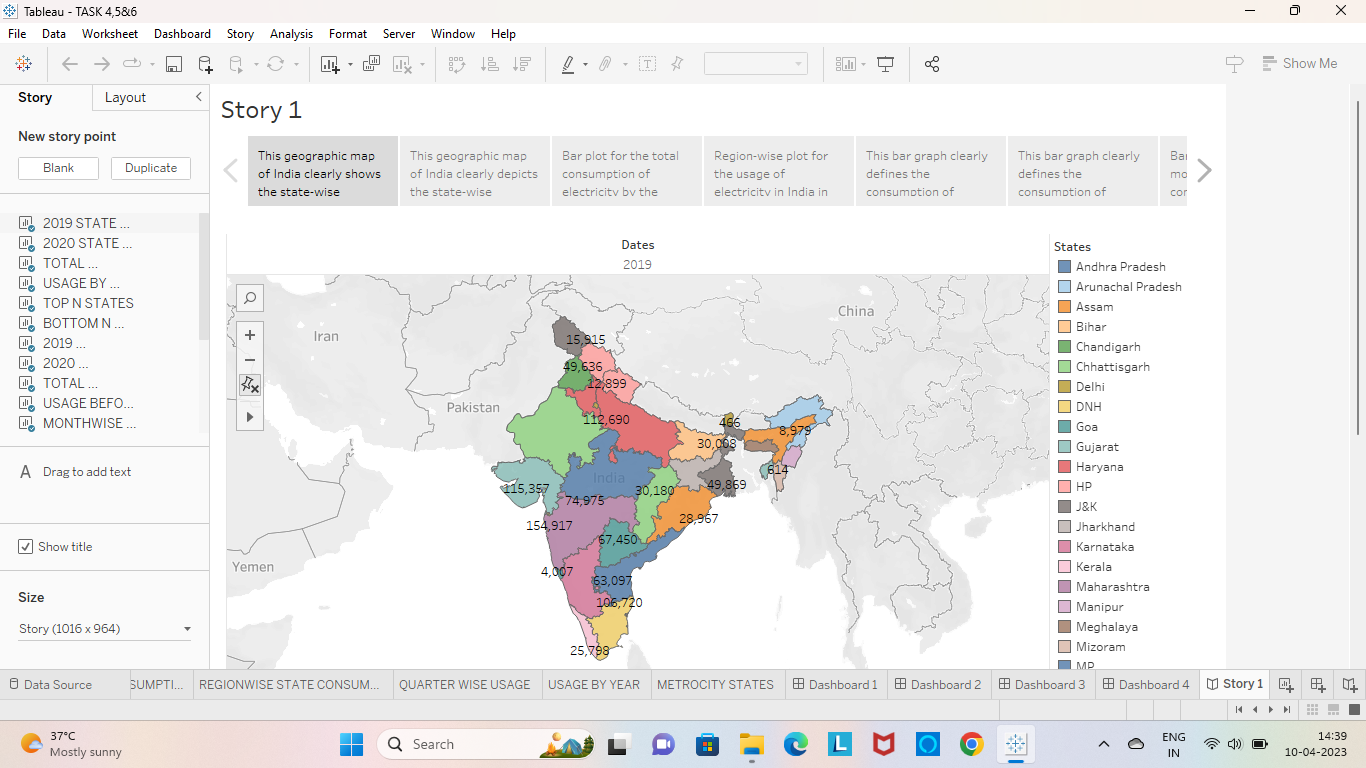 Tableau - TASK 4,5&6
File Data Worksheet Dashboard Story Analysis Format Server Window Help
Show Me
Story Layout
New story point
Blank Duplicate
2019 STATE ...
2020 STATE ...
TOTAL ...
USAGE BY ...
TOP N STATES
BOTTOM N ...
2019 ...
2020 ...
TOTAL ...
USAGE BEFO...
MONTHWISE ...
A Drag to add text
Show title
Size
Story (1016 x 964)
Story 1
This geographic map
of India clearly shows
the state-wise
This geographic map
of India clearly depicts
the state-wise
Bar plot for the total
consumption of
electricity by the
Region-wise plot for
the usage of
electricity in India in
This bar graph clearly
defines the
consumption of
This bar graph clearly
defines the
consumption of
Dates
2019
China
Iran
Pakistan
Yemen
India
15,915
49,636
12,899
112,690
466
8,979
30,008
614
115,357
74,975
30,180
49,869
154,917
28,967
67,450
4,007
63,097
106,720
25,798
States
Andhra Pradesh
Arunachal Pradesh
Assam
Bihar
Chandigarh
Chhattisgarh
Delhi
DNH
Goa
Gujarat
Haryana
HP
J&K
Jharkhand
Karnataka
Kerala
Maharashtra
Manipur
Meghalaya
Mizoram
MP
Data Source SUMPTI... REGIONWISE STATE CONSUM... QUARTER WISE USAGE USAGE BY YEAR METROCITY STATES Dashboard 1 Dashboard 2 Dashboard 3 Dashboard 4 Story 1
37°C
Mostly sunny
Search
ENG
IN
14:39
10-04-2023